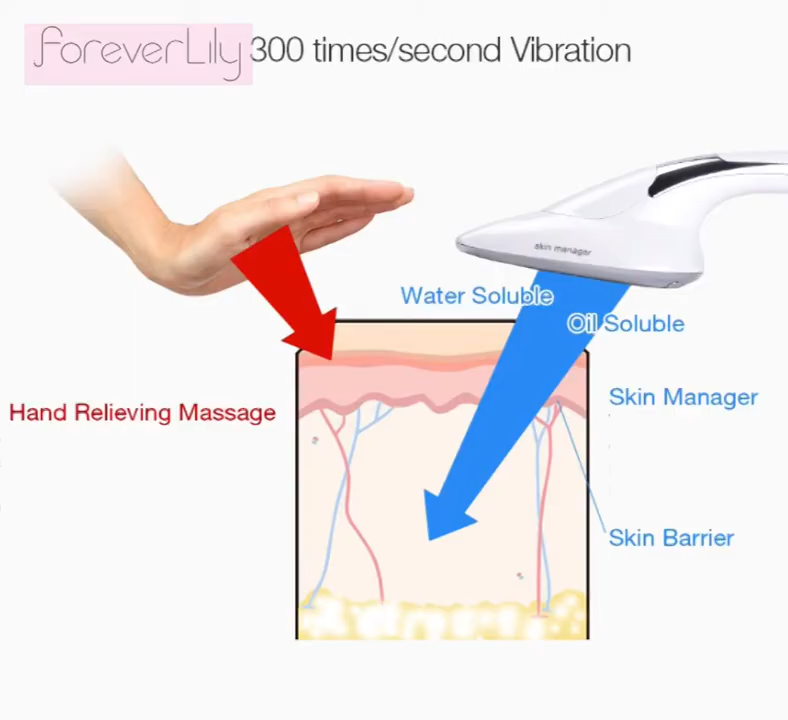 ForeverLily
300 times/second Vibration
skin manager
Water Soluble
Oil Soluble
Skin Manager
Hand Relieving Massage
Skin Barrier